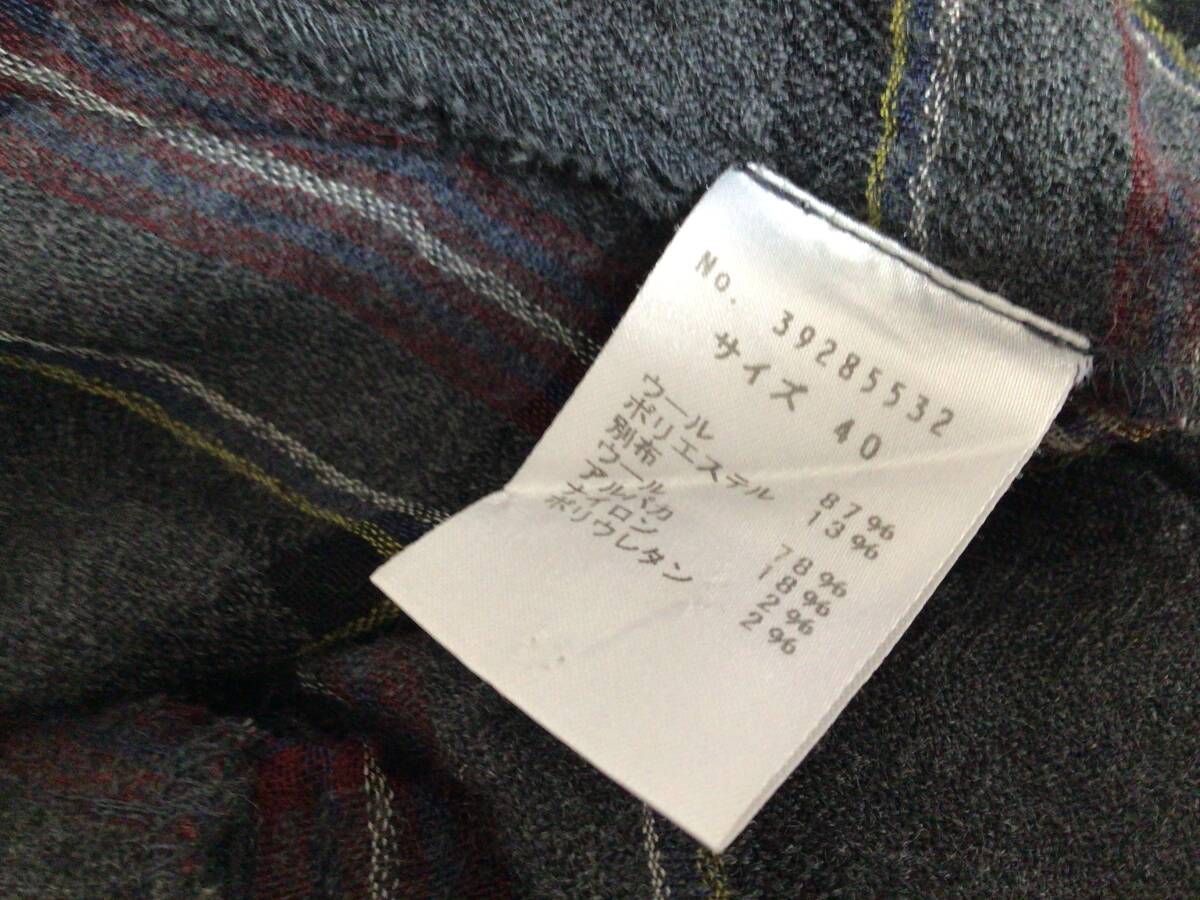 No. 39285532
サイズ 40
ウール 87%
ポリエステル 13%
別布
ウール 78%
アルパカ 18%
ナイロン 2%
ポリウレタン 2%